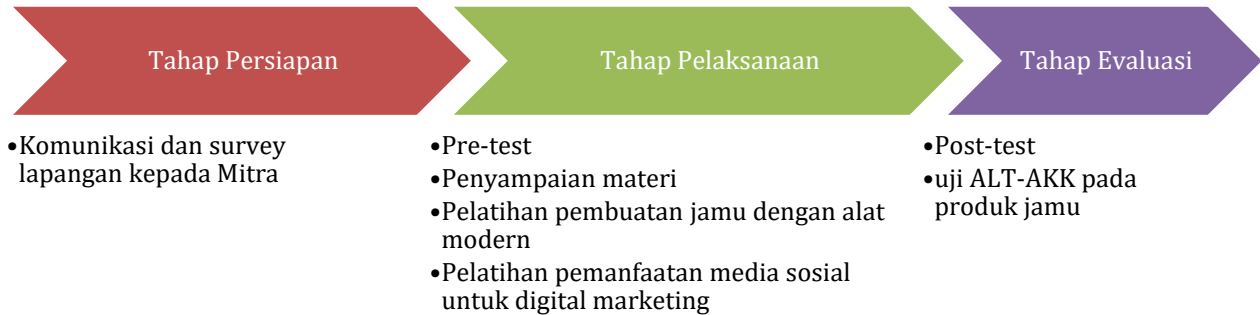 Tahap Persiapan
Tahap Pelaksanaan
Tahap Evaluasi
•Komunikasi dan survey
lapangan kepada Mitra
•Pre-test
•Penyampaian materi
•Pelatihan pembuatan jamu dengan alat
modern
•Pelatihan pemanfaatan media sosial
untuk digital marketing
•Post-test
•uji ALT-AKK pada
produk jamu